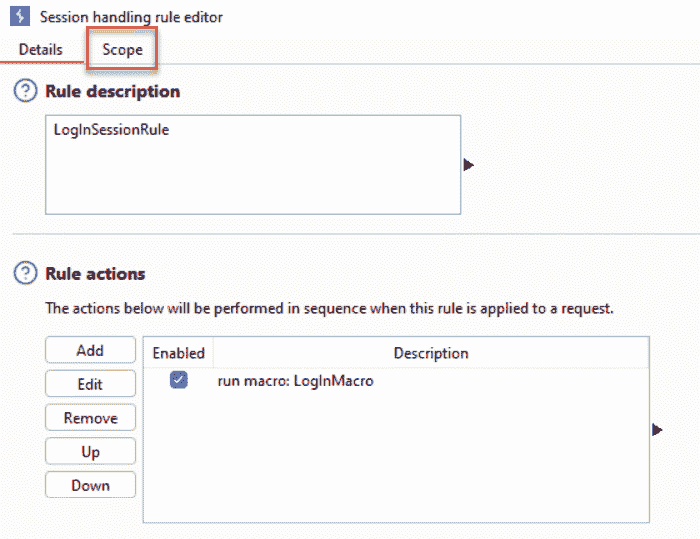 Session handling rule editor
Details Scope
? Rule description
LogInSessionRule
? Rule actions
The actions below will be performed in sequence when this rule is applied to a request.
Add
Edit
Remove
Up
Down
Enabled Description
run macro: LogInMacro